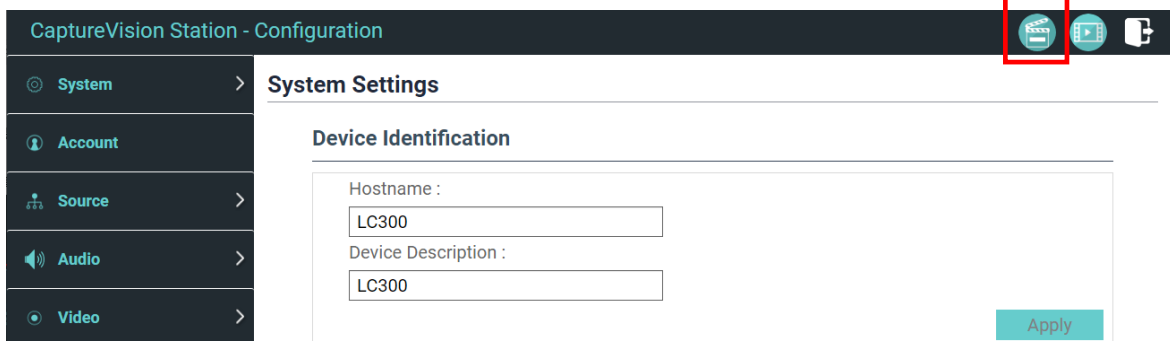 CaptureVision Station - Configuration
System
System Settings
Device Identification
Account
Hostname :
Source
LC300
Device Description :
Audio
LC300
Video
Apply